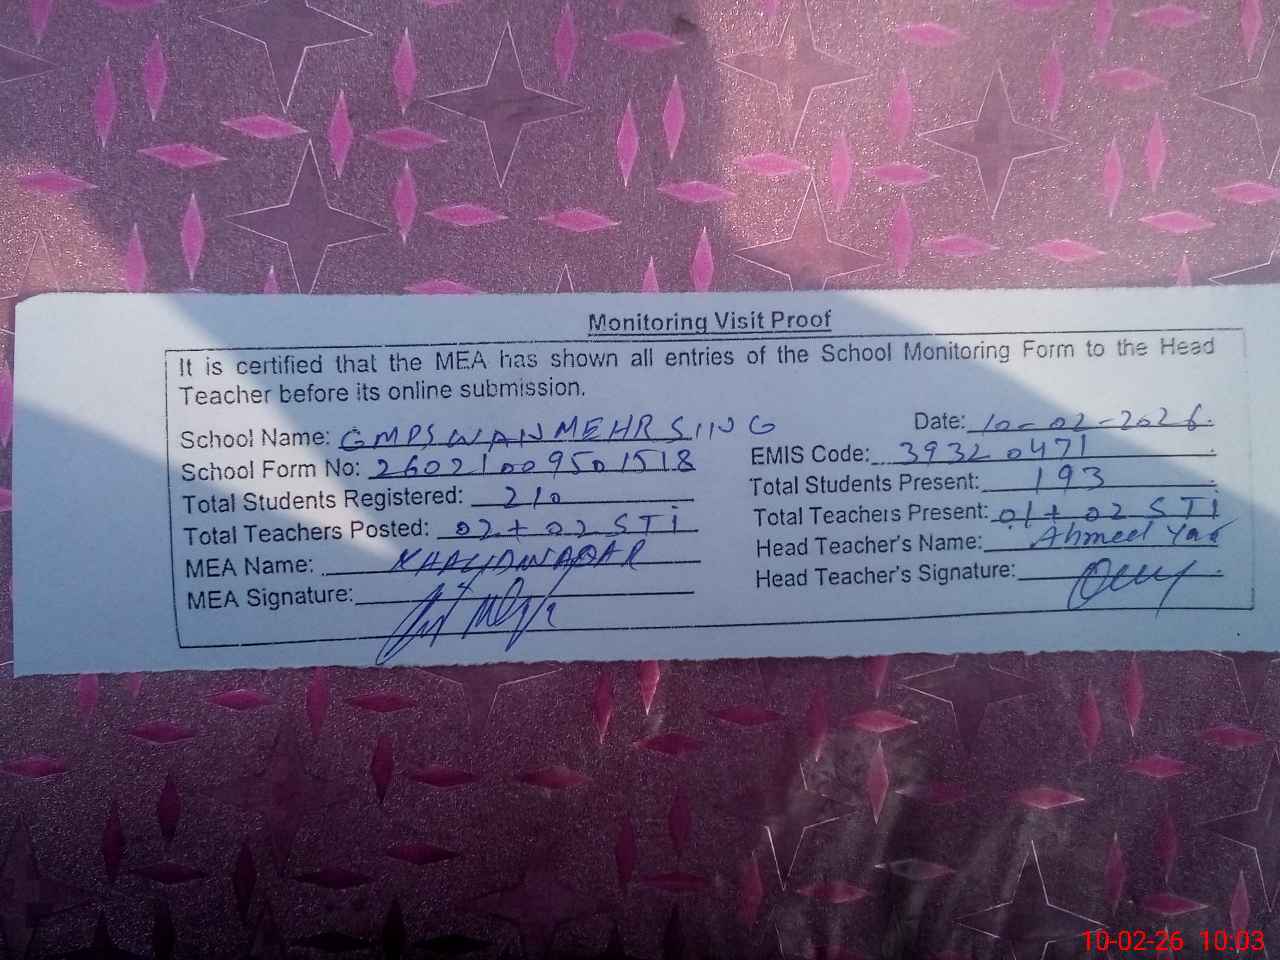 Monitoring Visit Proof
It is certified that the MEA has shown all entries of the School Monitoring Form to the Head
Teacher before its online submission.
School Name: GMPS WAN MEHR SING
Date: 10-02-2026.
School Form No: 26021009501518
EMIS Code: 39320471
Total Students Registered: 210
Total Students Present: 193
Total Teachers Posted: 02 + 02 STi
Total Teachers Present: 01 + 02 STi
MEA Name:
Head Teacher's Name: Ahmed Yar
MEA Signature:
Head Teacher's Signature:
10-02-26 10:03